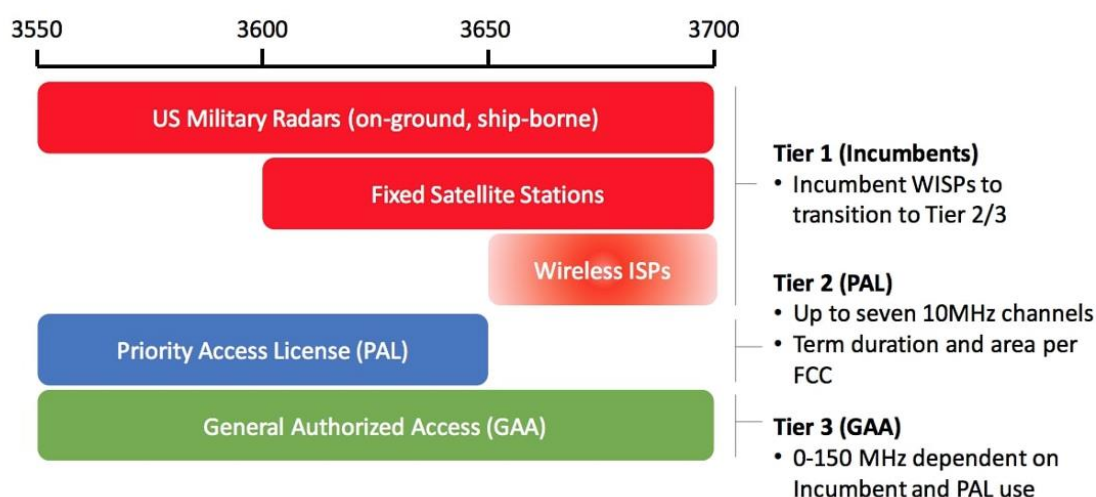 3550 3600 3650 3700
US Military Radars (on-ground, ship-borne)
Fixed Satellite Stations
Wireless ISPs
Priority Access License (PAL)
General Authorized Access (GAA)
Tier 1 (Incumbents)
• Incumbent WISPs to
transition to Tier 2/3
Tier 2 (PAL)
• Up to seven 10MHz channels
• Term duration and area per
FCC
Tier 3 (GAA)
• 0-150 MHz dependent on
Incumbent and PAL use